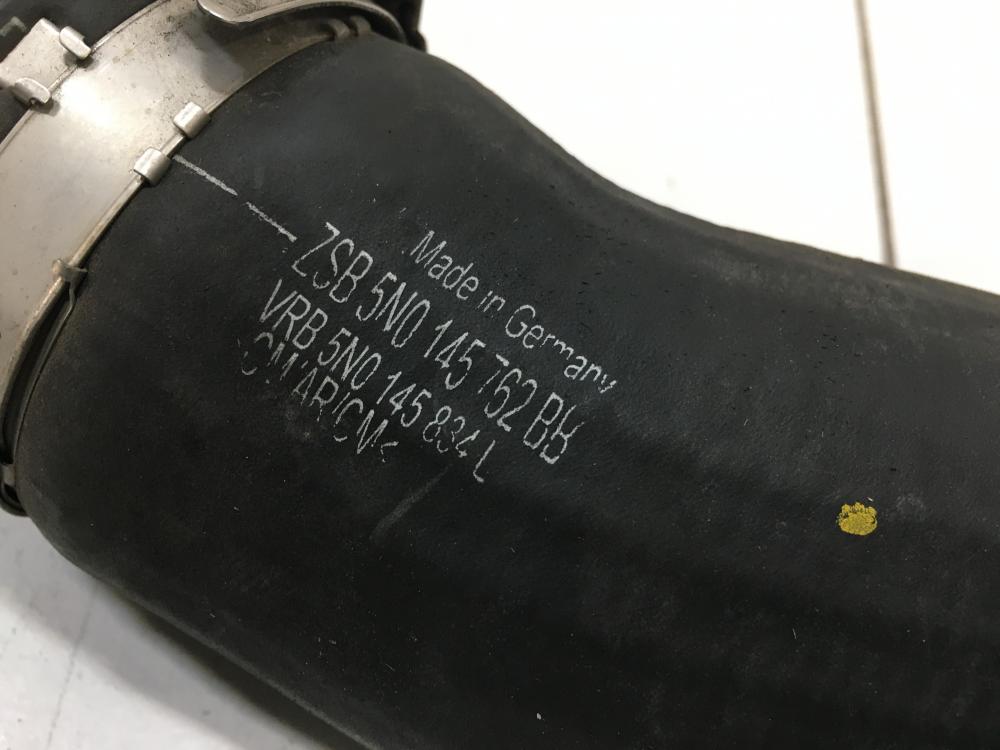 Made in Germany
ZSB 5N0 145 762 BB
VRB 5N0 145 834 L